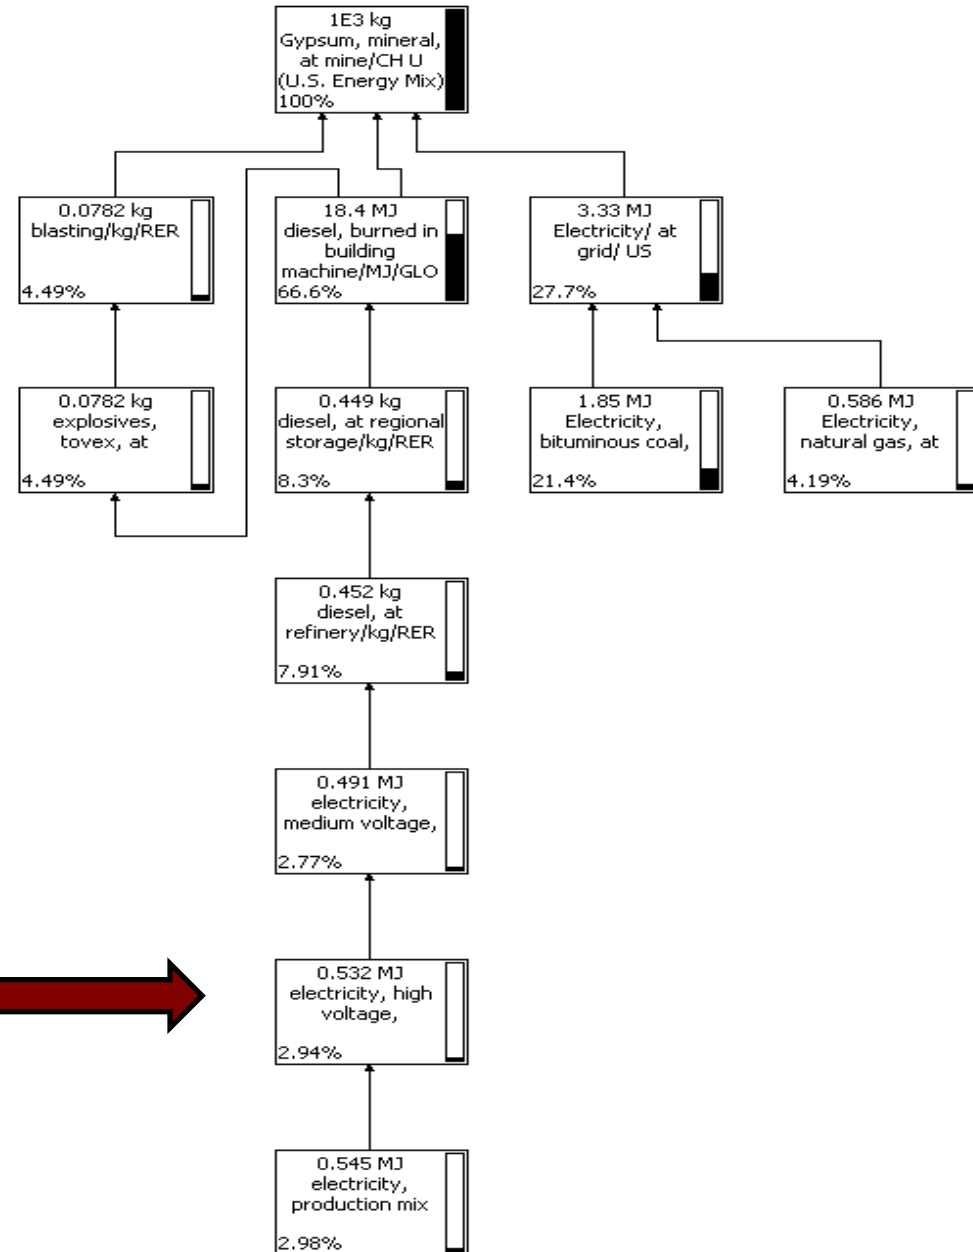 1E3 kg
Gypsum, mineral,
at mine/CH U
(U.S. Energy Mix)
100%
0.0782 kg
blasting/kg/RER
4.49%
18.4 MJ
diesel, burned in
building
machine/MJ/GLO
66.6%
3.33 MJ
Electricity/ at
grid/ US
27.7%
0.0782 kg
explosives,
tovex, at
4.49%
0.449 kg
diesel, at regional
storage/kg/RER
8.3%
1.85 MJ
Electricity,
bituminous coal,
21.4%
0.586 MJ
Electricity,
natural gas, at
4.19%
0.452 kg
diesel, at
refinery/kg/RER
7.91%
0.491 MJ
electricity,
medium voltage,
2.77%
0.532 MJ
electricity, high
voltage,
2.94%
0.545 MJ
electricity,
production mix
2.98%